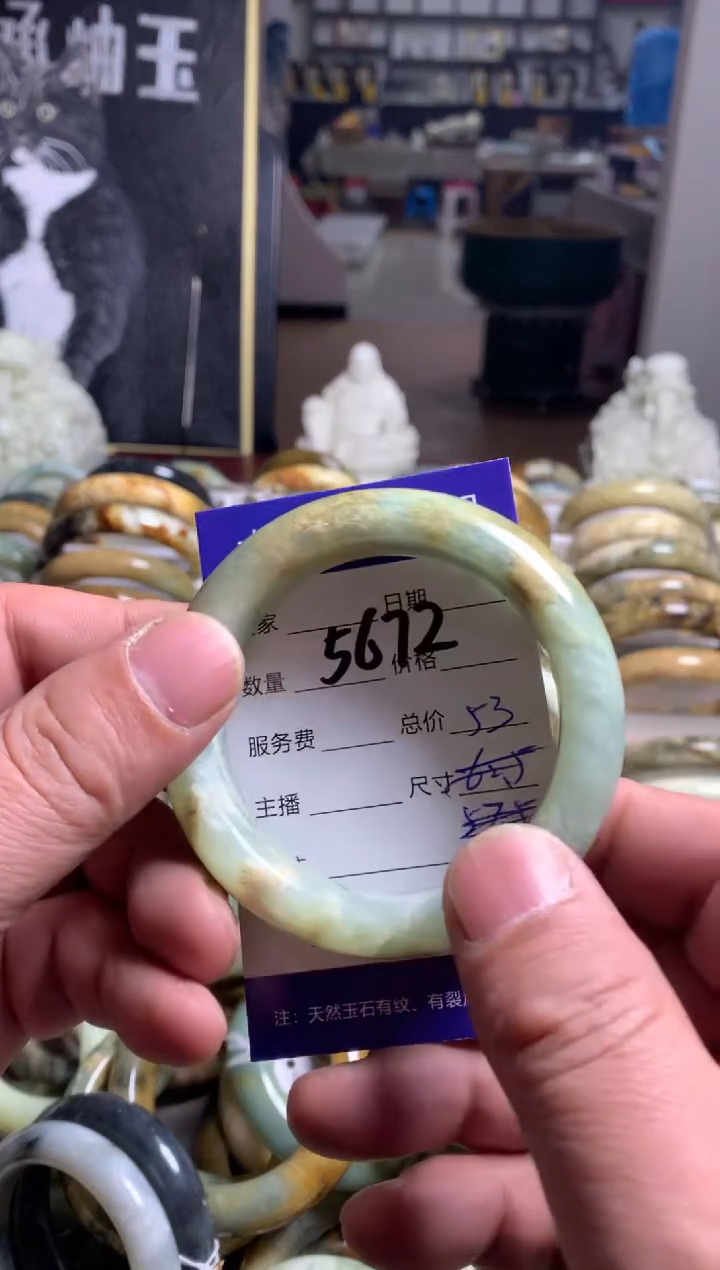 岫玉
家 日期
5672
数量 价格
服务费 总价 53
主播 尺寸
注：天然玉石有纹、有裂